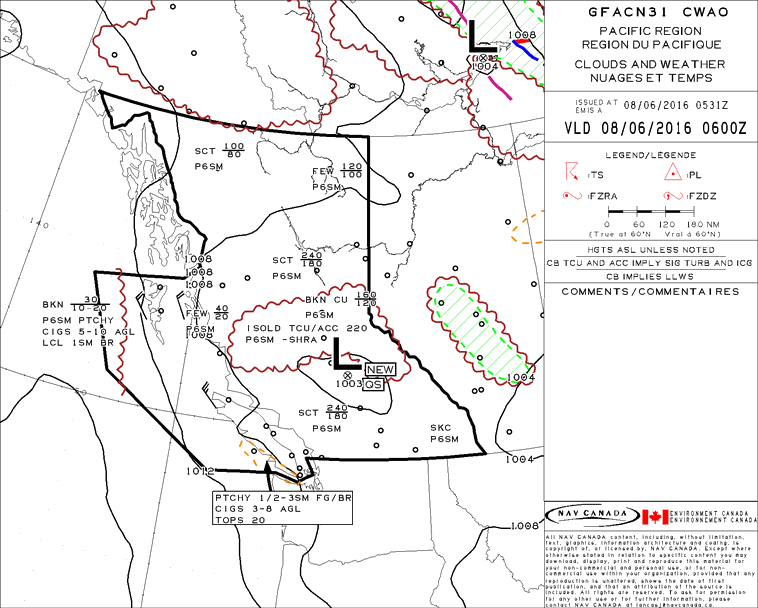 GFACN31 CWAO
PACIFIC REGION
REGION DU PACIFIQUE
CLOUDS AND WEATHER
NUAGES ET TEMPS
ISSUED AT 08/06/2016 0531Z
EMIS A
VLD 08/06/2016 0600Z
LEGEND/LÉGENDE
:TS
:PL
:FZRA
:FZDZ
0 60 120 180 NM
(True at 60°N Vrai à 60°N)
HGTS ASL UNLESS NOTED
CB TCU AND ACC IMPLY SIG TURB AND ICG
CB IMPLIES LLWS
COMMENTS/COMMENTAIRES
NAV CANADA
ENVIRONMENT CANADA
ENVIRONNEMENT CANADA
All NAV CANADA content, including, without limitation,
text, graphics, information architecture and coding, is
copyright of, or licensed by, NAV CANADA. Except where
otherwise stated in relation to specific content you may
download, display, print and reproduce this material for
your non-commercial and personal use, or for non-
commercial use within your organization, provided that any
reproduction is unaltered, shows the date of first
publication, and that an attribution of the source is
included. All rights are reserved. To ask for permission
for any other use or for further information, please
contact NAV CANADA at
1008
L
1004
SCT 100
80
P6SM
FEW 120
100
P6SM
140
1008
1008
1008
SCT 240
180
P6SM
BKN 30
10-20
P6SM PTCHY
CIGS 5-10 AGL
LCL 1SM BR
FEW 40
20
P6SM
1008
BKN CU 160
120
P6SM
ISOLD TCU/ACC 220
P6SM -SHRA
L
1003
NEW
QS
1004
SCT 240
180
P6SM
SKC
P6SM
1012
1004
PTCHY 1/2-3SM FG/BR
CIGS 3-8 AGL
TOPS 20
1008